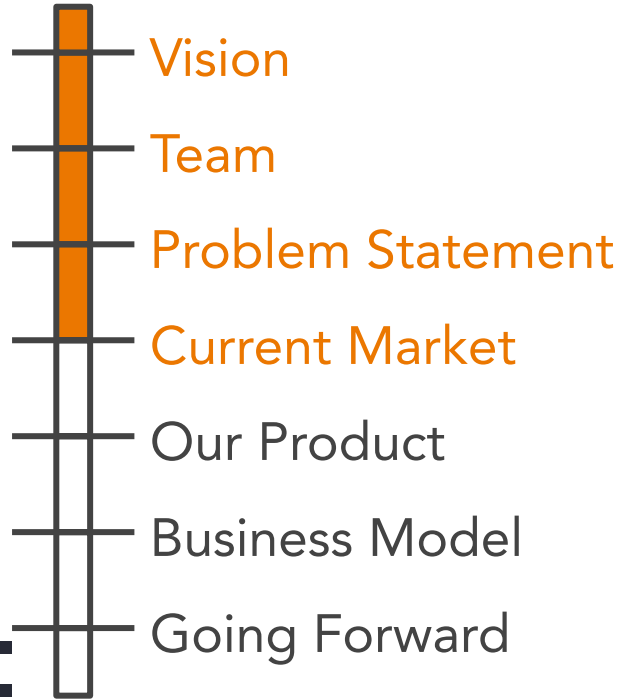 Vision
Team
Problem Statement
Current Market
Our Product
Business Model
Going Forward